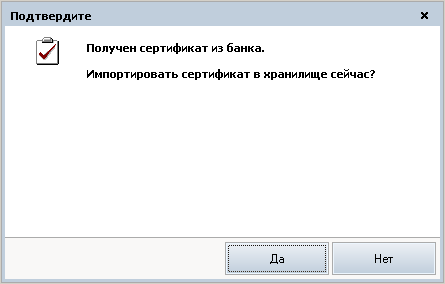 Подтвердите
Получен сертификат из банка.
Импортировать сертификат в хранилище сейчас?
Да
Нет